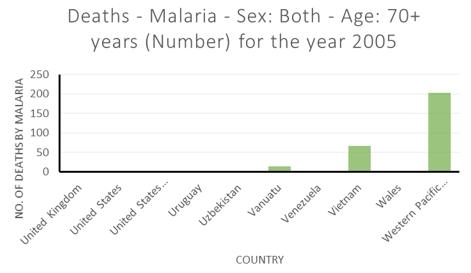 Deaths - Malaria - Sex: Both - Age: 70+
years (Number) for the year 2005
NO. OF DEATHS BY MALARIA
250
200
150
100
50
0
United Kingdom
United States
United States...
Uruguay
Uzbekistan
Vanuatu
Venezuela
Vietnam
Wales
Western Pacific...
COUNTRY